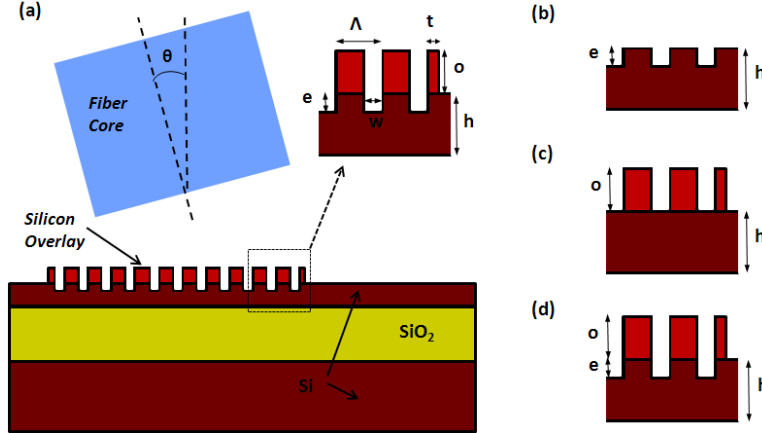 (a)
θ
Fiber
Core
Silicon
Overlay
SiO2
Si
Λ
t
o
e
w
h
(b)
e
h
(c)
o
h
(d)
o
e
h